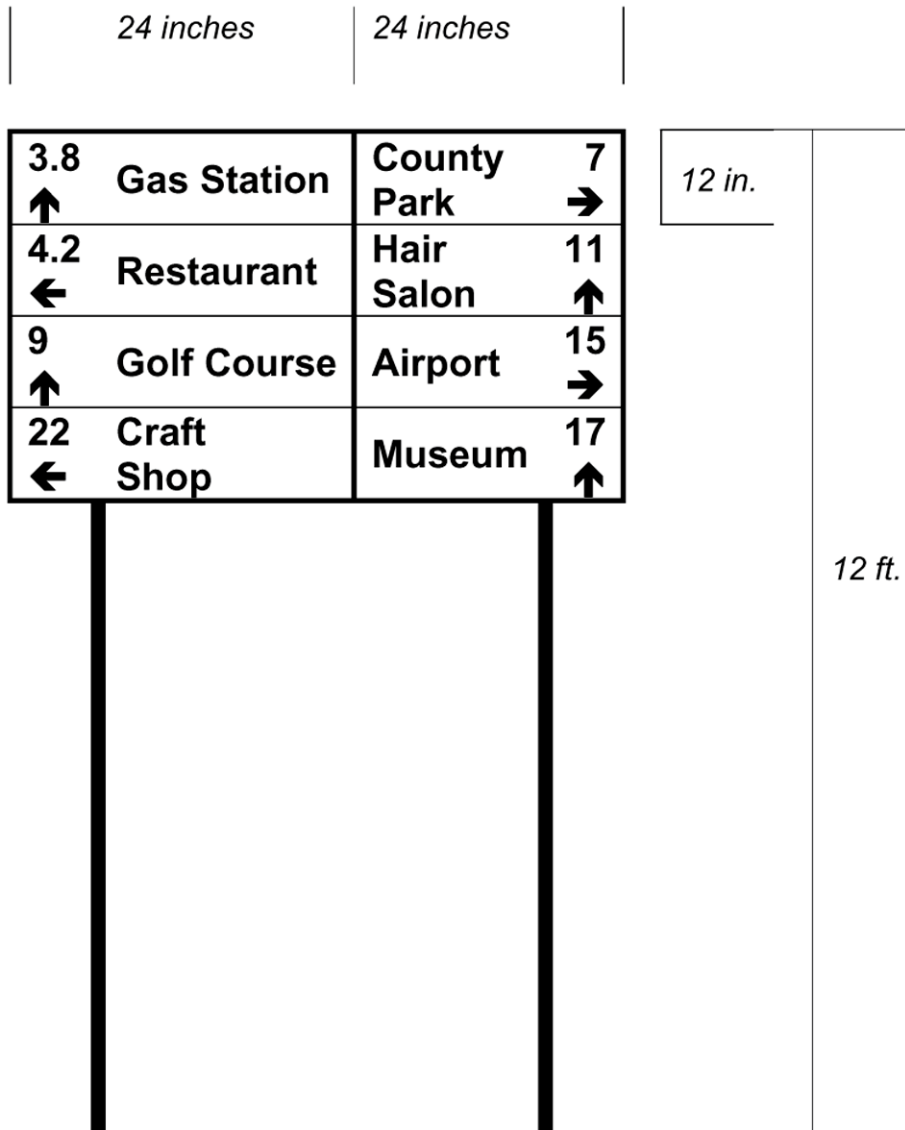 24 inches
24 inches
3.8
Gas Station
County
Park
7
12 in.
4.2
Restaurant
Hair
Salon
11
9
Golf Course
Airport
15
22
Craft
Shop
Museum
17
12 ft.